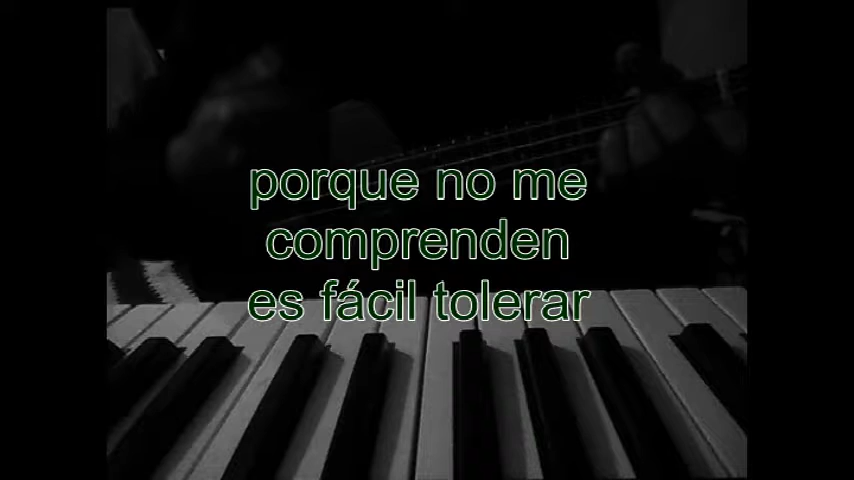 porque no me
comprenden
es fácil tolerar